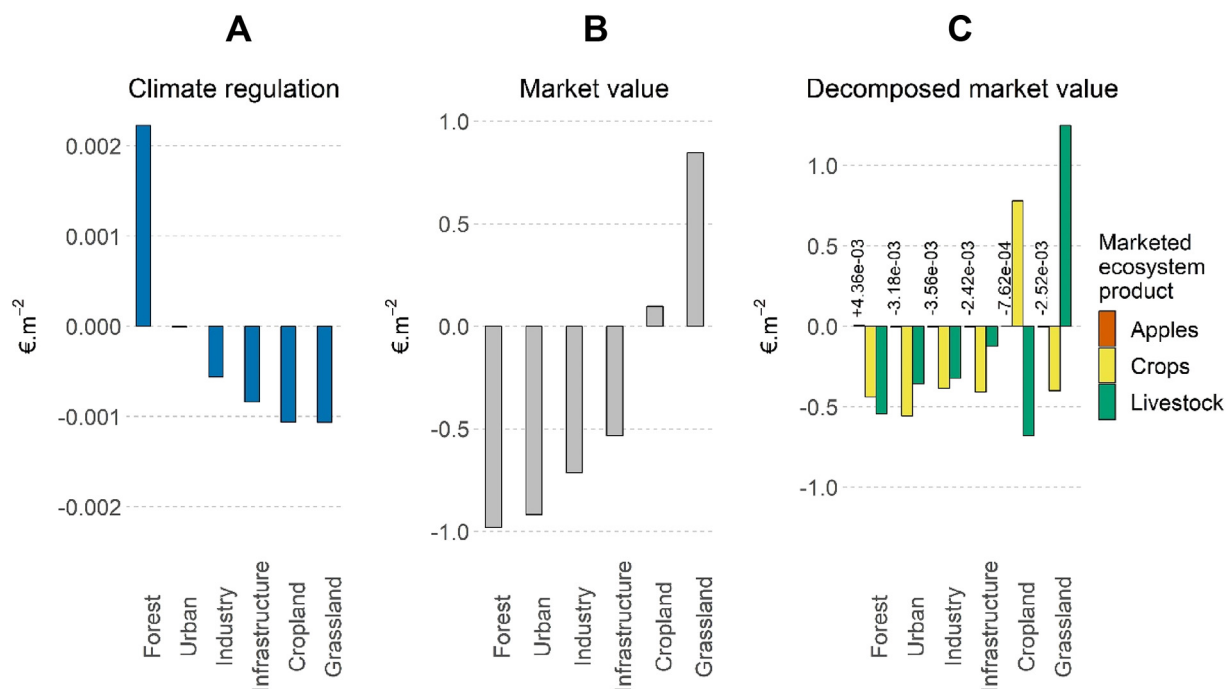 A
B
C
Climate regulation
Market value
Decomposed market value
€.m⁻²
0.002
0.001
0.000
-0.001
-0.002
Forest
Urban
Industry
Infrastructure
Cropland
Grassland
€.m⁻²
1.0
0.5
0.0
-0.5
-1.0
Forest
Urban
Industry
Infrastructure
Cropland
Grassland
€.m⁻²
1.0
0.5
0.0
-0.5
-1.0
+4.36e-03
-3.18e-03
-3.56e-03
-2.42e-03
-7.62e-04
-2.52e-03
Forest
Urban
Industry
Infrastructure
Cropland
Grassland
Marketed
ecosystem
product
Apples
Crops
Livestock